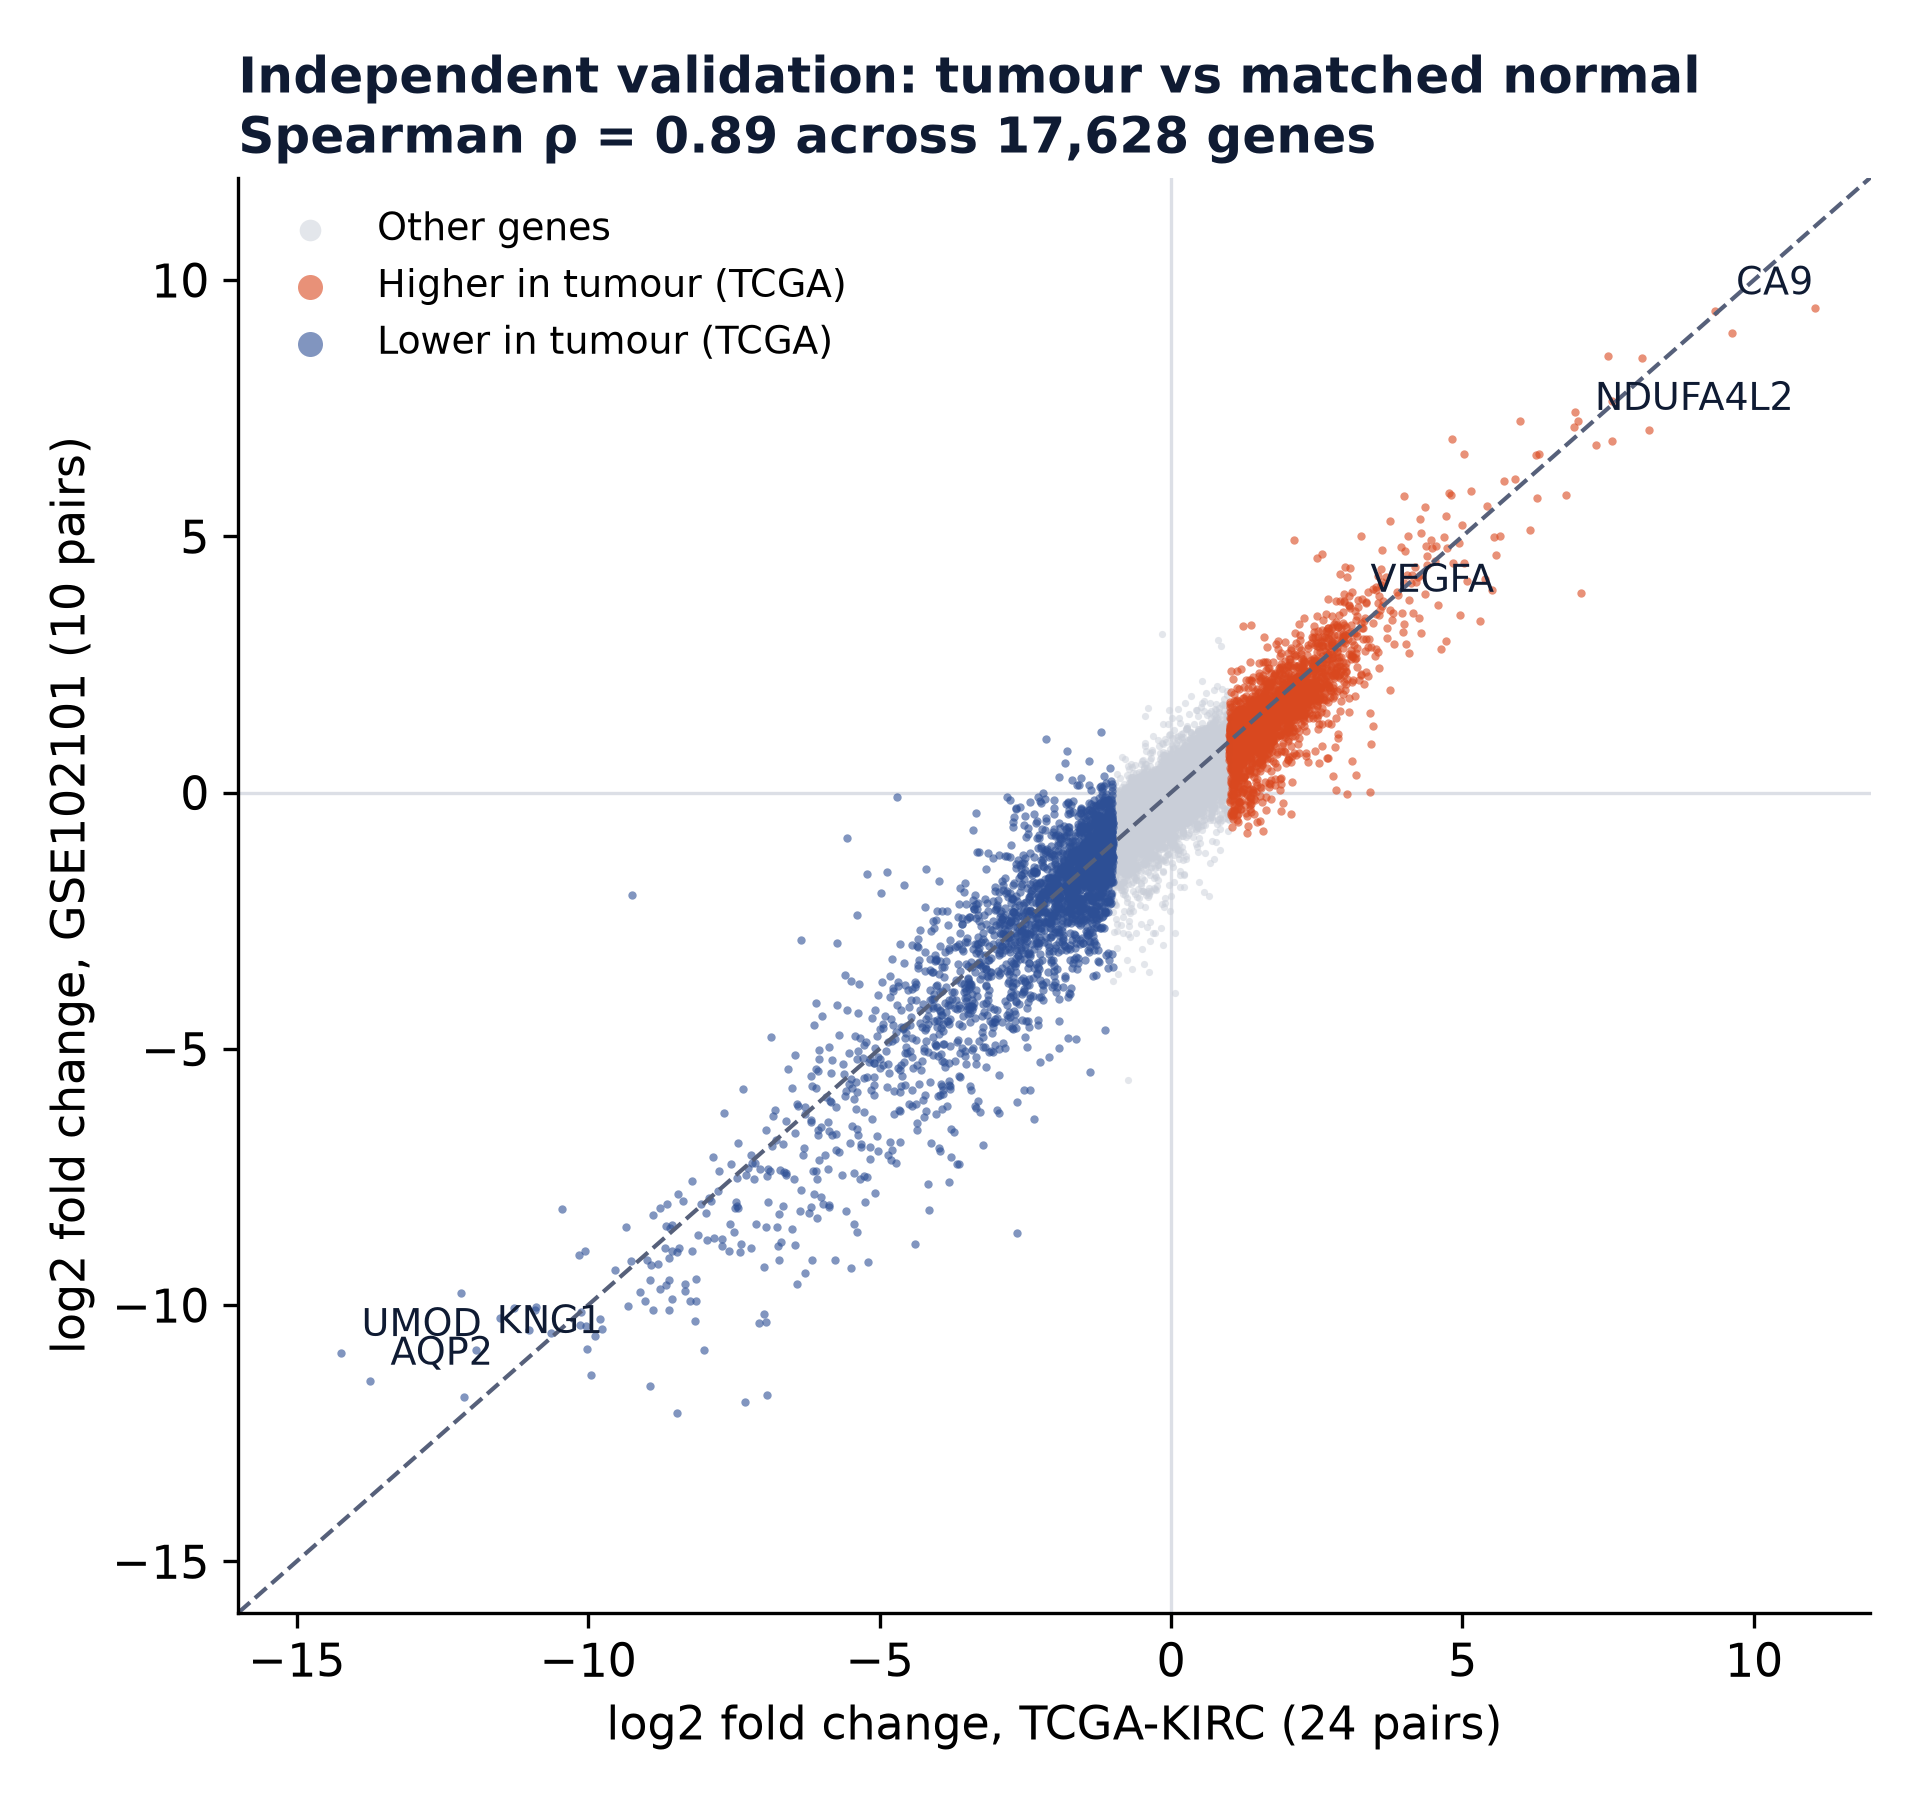 Independent validation: tumour vs matched normal
Spearman ρ = 0.89 across 17,628 genes
Other genes
Higher in tumour (TCGA)
Lower in tumour (TCGA)
CA9
NDUFA4L2
VEGFA
UMOD
KNG1
AQP2
10
5
0
−5
−10
−15
log2 fold change, GSE102101 (10 pairs)
−15
−10
−5
0
5
10
log2 fold change, TCGA-KIRC (24 pairs)